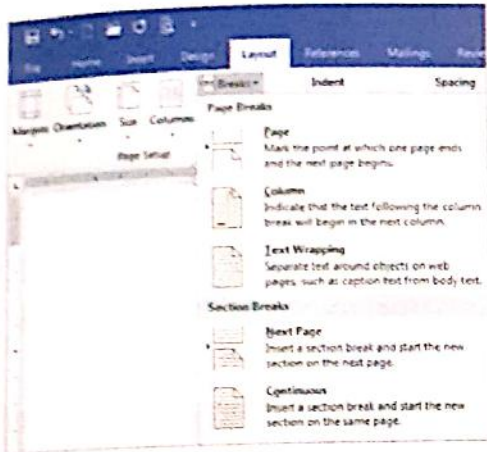 File Home Insert Design Layout References Mailings Review
Breaks Indent Spacing
Margins Orientation Size Columns
Page Setup
Page Breaks
Page
Mark the point at which one page ends
and the next page begins.
Column
Indicate that the text following the column
break will begin in the next column.
Text Wrapping
Separate text around objects on web
pages, such as caption text from body text.
Section Breaks
Next Page
Insert a section break and start the new
section on the next page.
Continuous
Insert a section break and start the new
section on the same page.